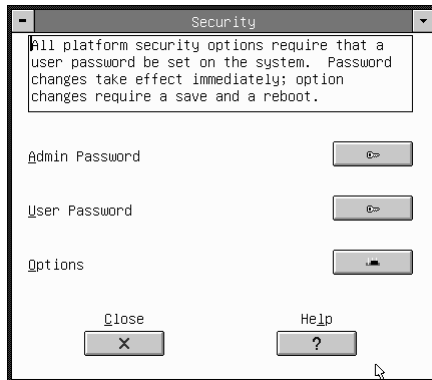 Security
All platform security options require that a
user password be set on the system.  Password
changes take effect immediately; option
changes require a save and a reboot.
Admin Password
User Password
Options
Close Help
X ?